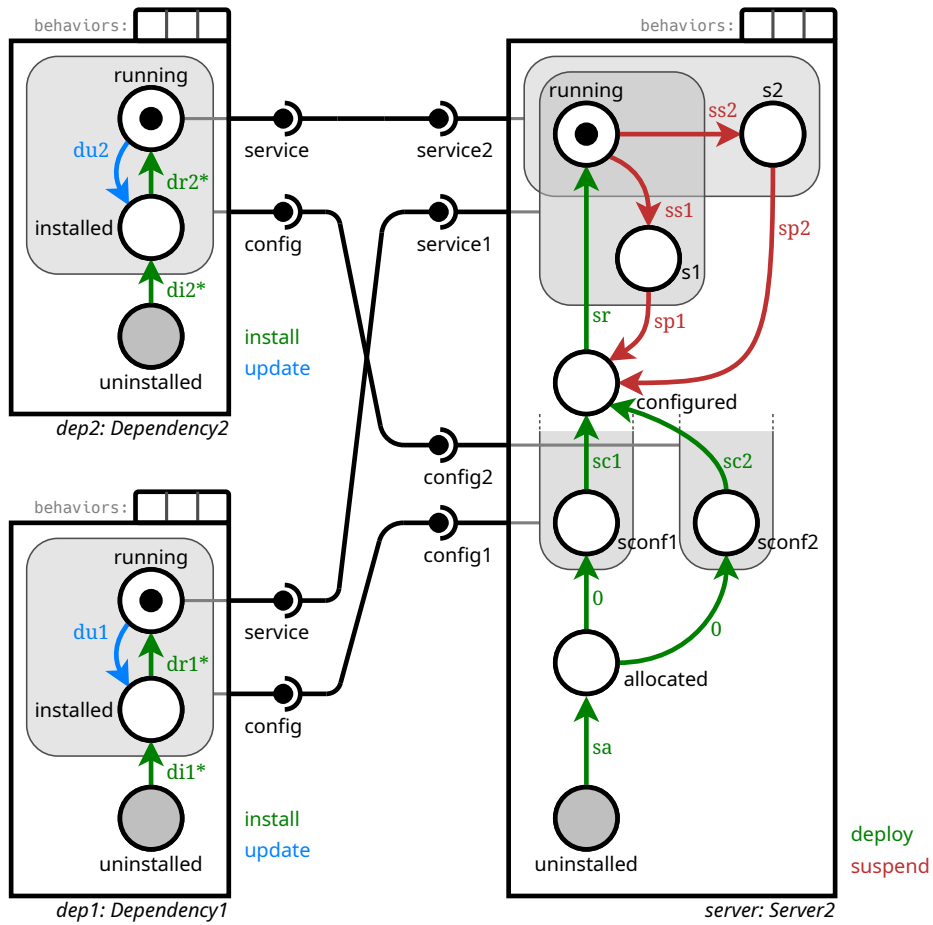 behaviors:
running
du2
dr2*
installed
di2*
uninstalled
install
update
dep2: Dependency2
service
config
service2
service1
config2
config1
behaviors:
running
du1
dr1*
installed
di1*
uninstalled
install
update
dep1: Dependency1
service
config
behaviors:
running
ss2
s2
ss1
s1
sp2
sr
sp1
configured
sc1
sc2
sconf1
sconf2
0
0
allocated
sa
uninstalled
deploy
suspend
server: Server2